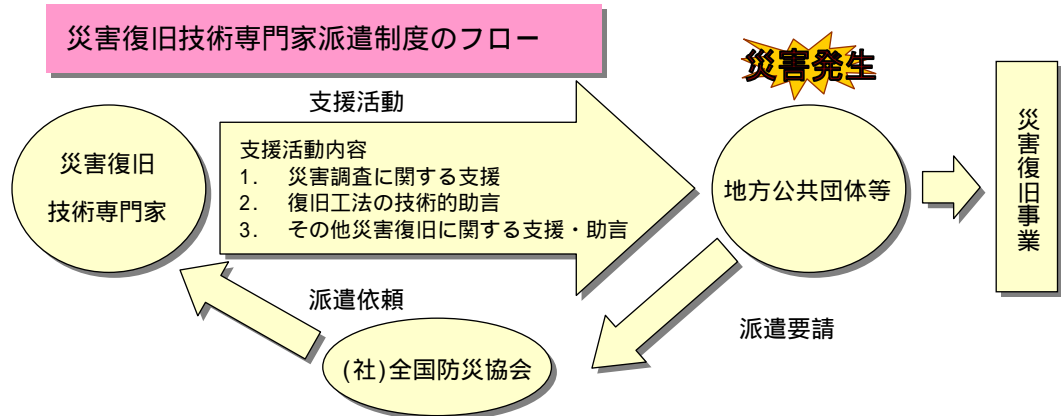 災害復旧技術専門家派遣制度のフロー
災害発生
支援活動
災害復旧
技術専門家
支援活動内容
1. 災害調査に関する支援
2. 復旧工法の技術的助言
3. その他災害復旧に関する支援・助言
地方公共団体等
災害復旧事業
派遣依頼
派遣要請
(社)全国防災協会